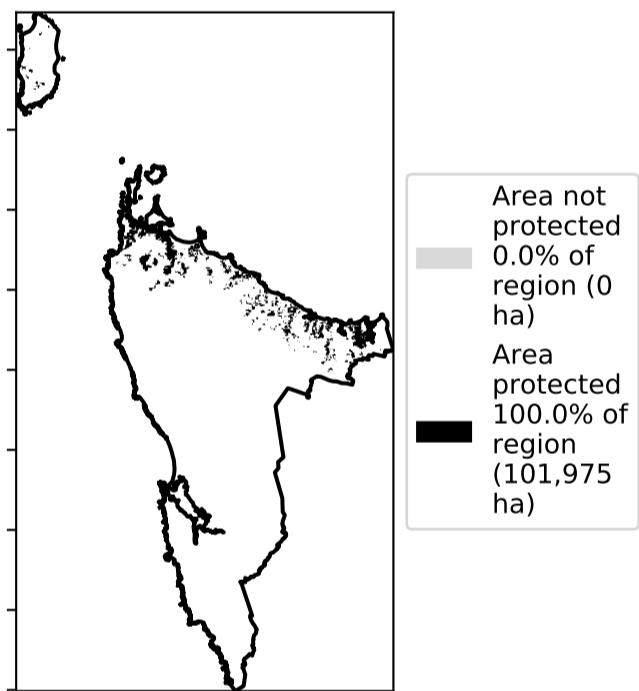 Area not
protected
0.0% of
region (0
ha)
Area
protected
100.0% of
region
(101,975
ha)